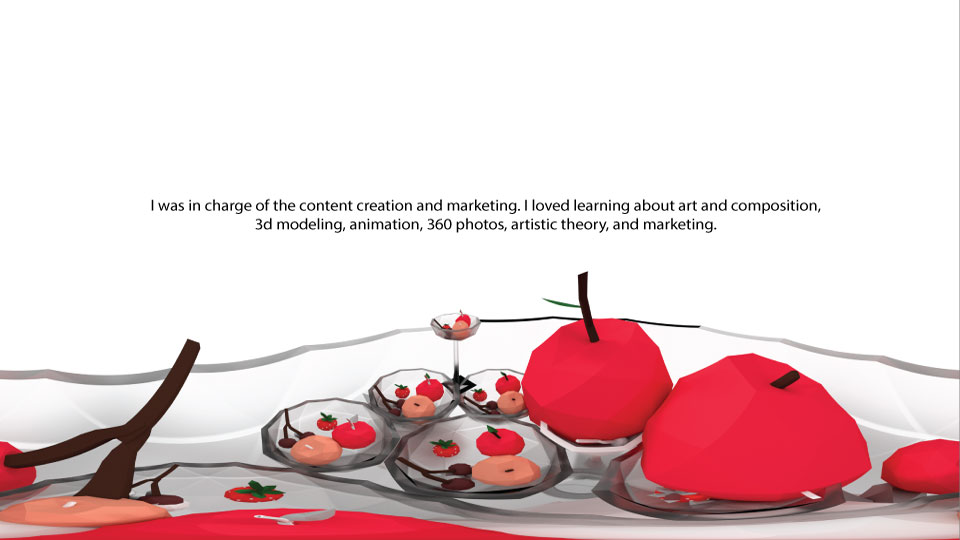 I was in charge of the content creation and marketing. I loved learning about art and composition,
3d modeling, animation, 360 photos, artistic theory, and marketing.